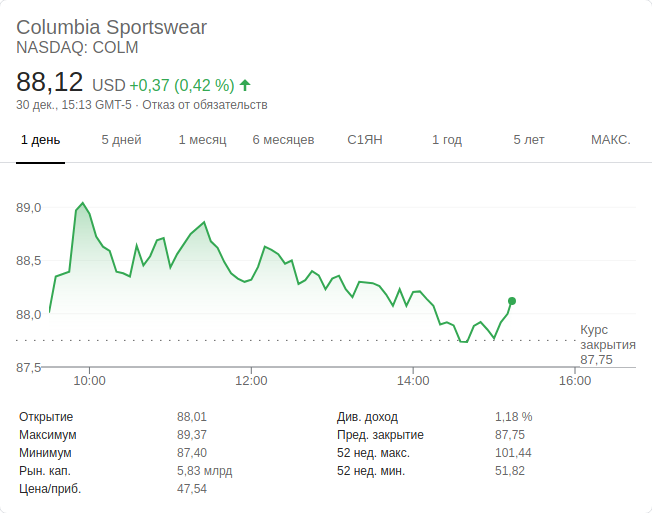 Columbia Sportswear
NASDAQ: COLM
88,12 USD +0,37 (0,42 %)
30 дек., 15:13 GMT-5 · Отказ от обязательств
1 день 5 дней 1 месяц 6 месяцев С1ЯН 1 год 5 лет МАКС.
89,0
88,5
88,0
Курс
закрытия
87,75
87,5
10:00 12:00 14:00 16:00
Открытие 88,01 Див. доход 1,18 %
Максимум 89,37 Пред. закрытие 87,75
Минимум 87,40 52 нед. макс. 101,44
Рын. кап. 5,83 млрд 52 нед. мин. 51,82
Цена/приб. 47,54